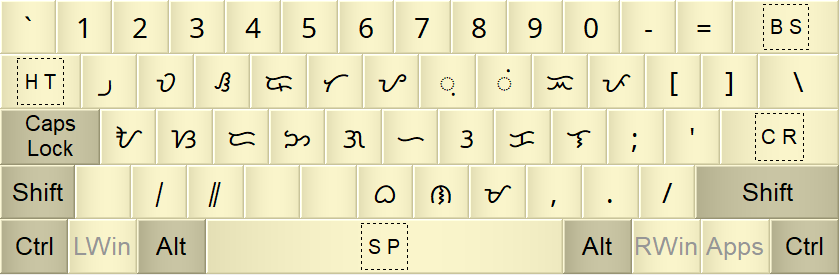 ` 1 2 3 4 5 6 7 8 9 0 - = BS
HT ᜕ ᜏ ᜅ ᜍ ᜆ ᜌ ◌ᜓ ◌ᜒ ᜁ ᜉ [ ] \
Caps Lock ᜐ ᜀ ᜇ ᜟ ᜄ ᜑ ᜂ ᜃ ᜈ ; ' CR
Shift ᜵ ᜶ ᜊ ᜎ ᜋ , . / Shift
Ctrl LWin Alt SP Alt RWin Apps Ctrl